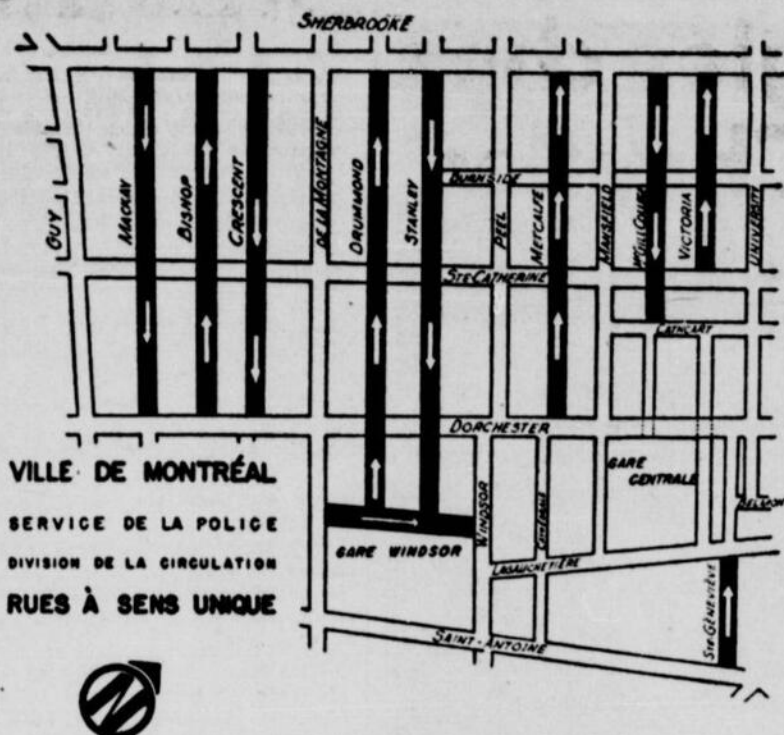 SHERBROOKE
GUY
MACKAY
BISHOP
CRESCENT
DE LA MONTAGNE
DRUMMOND
STANLEY
BURNSIDE
PEEL
METCALFE
MANSFIELD
VICTORIA
UNIVERSITY
STE-CATHERINE
CATHCART
DORCHESTER
VILLE DE MONTRÉAL
SERVICE DE LA POLICE
DIVISION DE LA CIRCULATION
RUES À SENS UNIQUE
GARE WINDSOR
WINDSOR
GARE
CENTRALE
BELMONT
LAGAUCHETIÈRE
SAINT-ANTOINE
STE-GÉNEVIÈVE
N